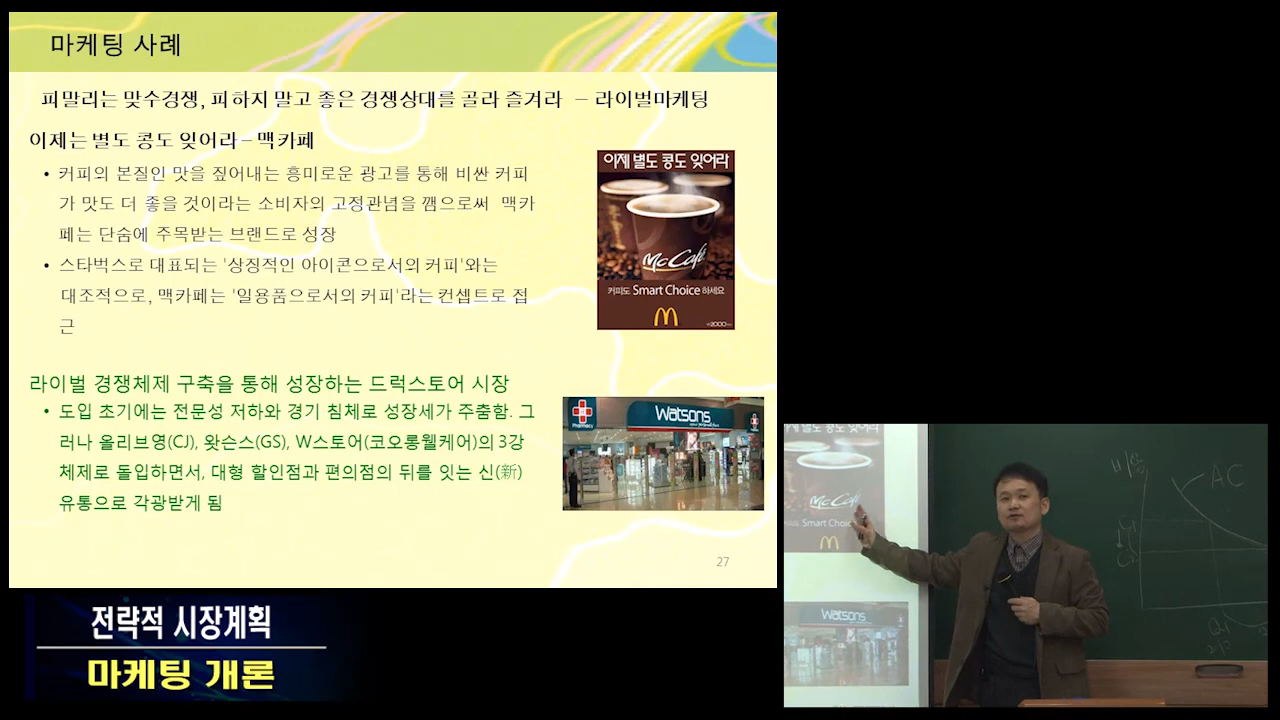 마케팅 사례
피말리는 맞수경쟁, 피하지 말고 좋은 경쟁상대를 골라 즐겨라 – 라이벌마케팅
이제는 별도 콩도 잊어라 – 맥카페
• 커피의 본질인 맛을 짚어내는 흥미로운 광고를 통해 비싼 커피
가 맛도 더 좋을 것이라는 소비자의 고정관념을 깸으로써 맥카
페는 단숨에 주목받는 브랜드로 성장
• 스타벅스로 대표되는 '상징적인 아이콘으로서의 커피'와는
대조적으로, 맥카페는 '일용품으로서의 커피'라는 컨셉트로 접
근
이제 별도 콩도 잊어라
McCafé
커피도 Smart Choice 하세요
라이벌 경쟁체제 구축을 통해 성장하는 드럭스토어 시장
• 도입 초기에는 전문성 저하와 경기 침체로 성장세가 주춤함. 그
러나 올리브영(CJ), 왓슨스(GS), W스토어(코오롱웰케어)의 3강
체제로 돌입하면서, 대형 할인점과 편의점의 뒤를 잇는 신(新)
유통으로 각광받게 됨
Pharmacy
Watsons
27
전략적 시장계획
마케팅 개론
McCafé
Smart Choice
Watsons
AC